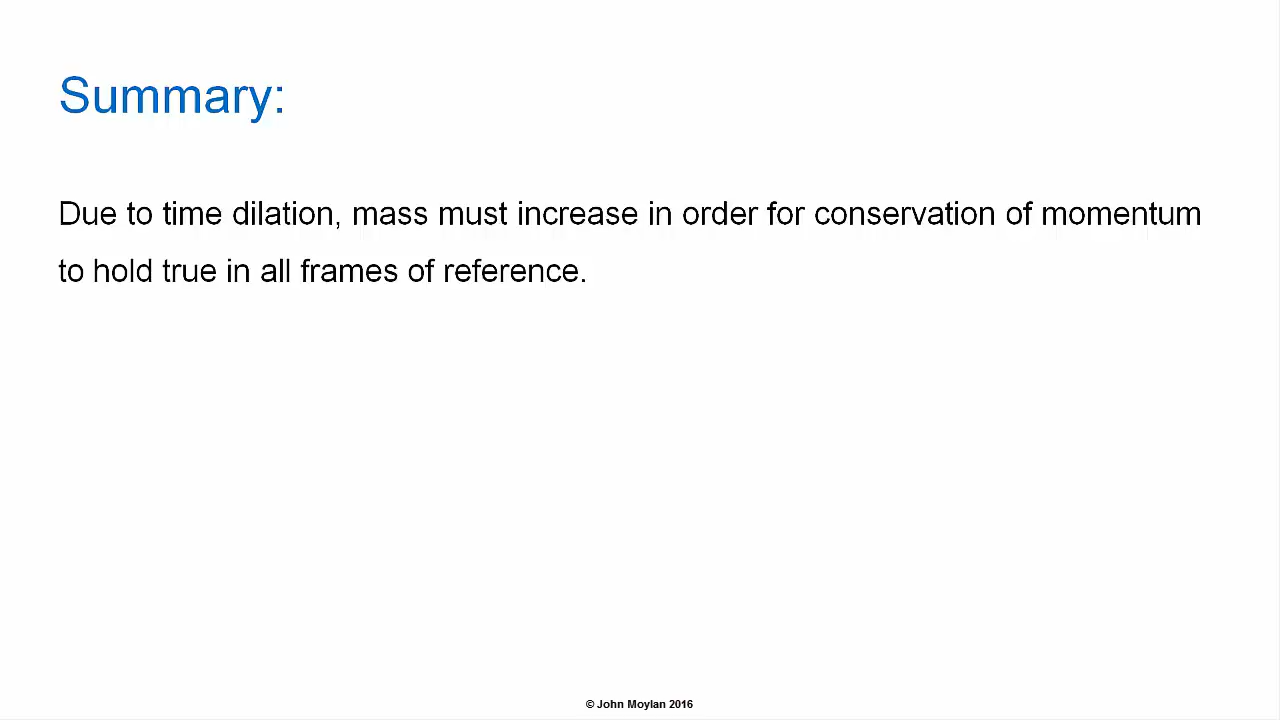 Summary:
Due to time dilation, mass must increase in order for conservation of momentum
to hold true in all frames of reference.
© John Moylan 2016